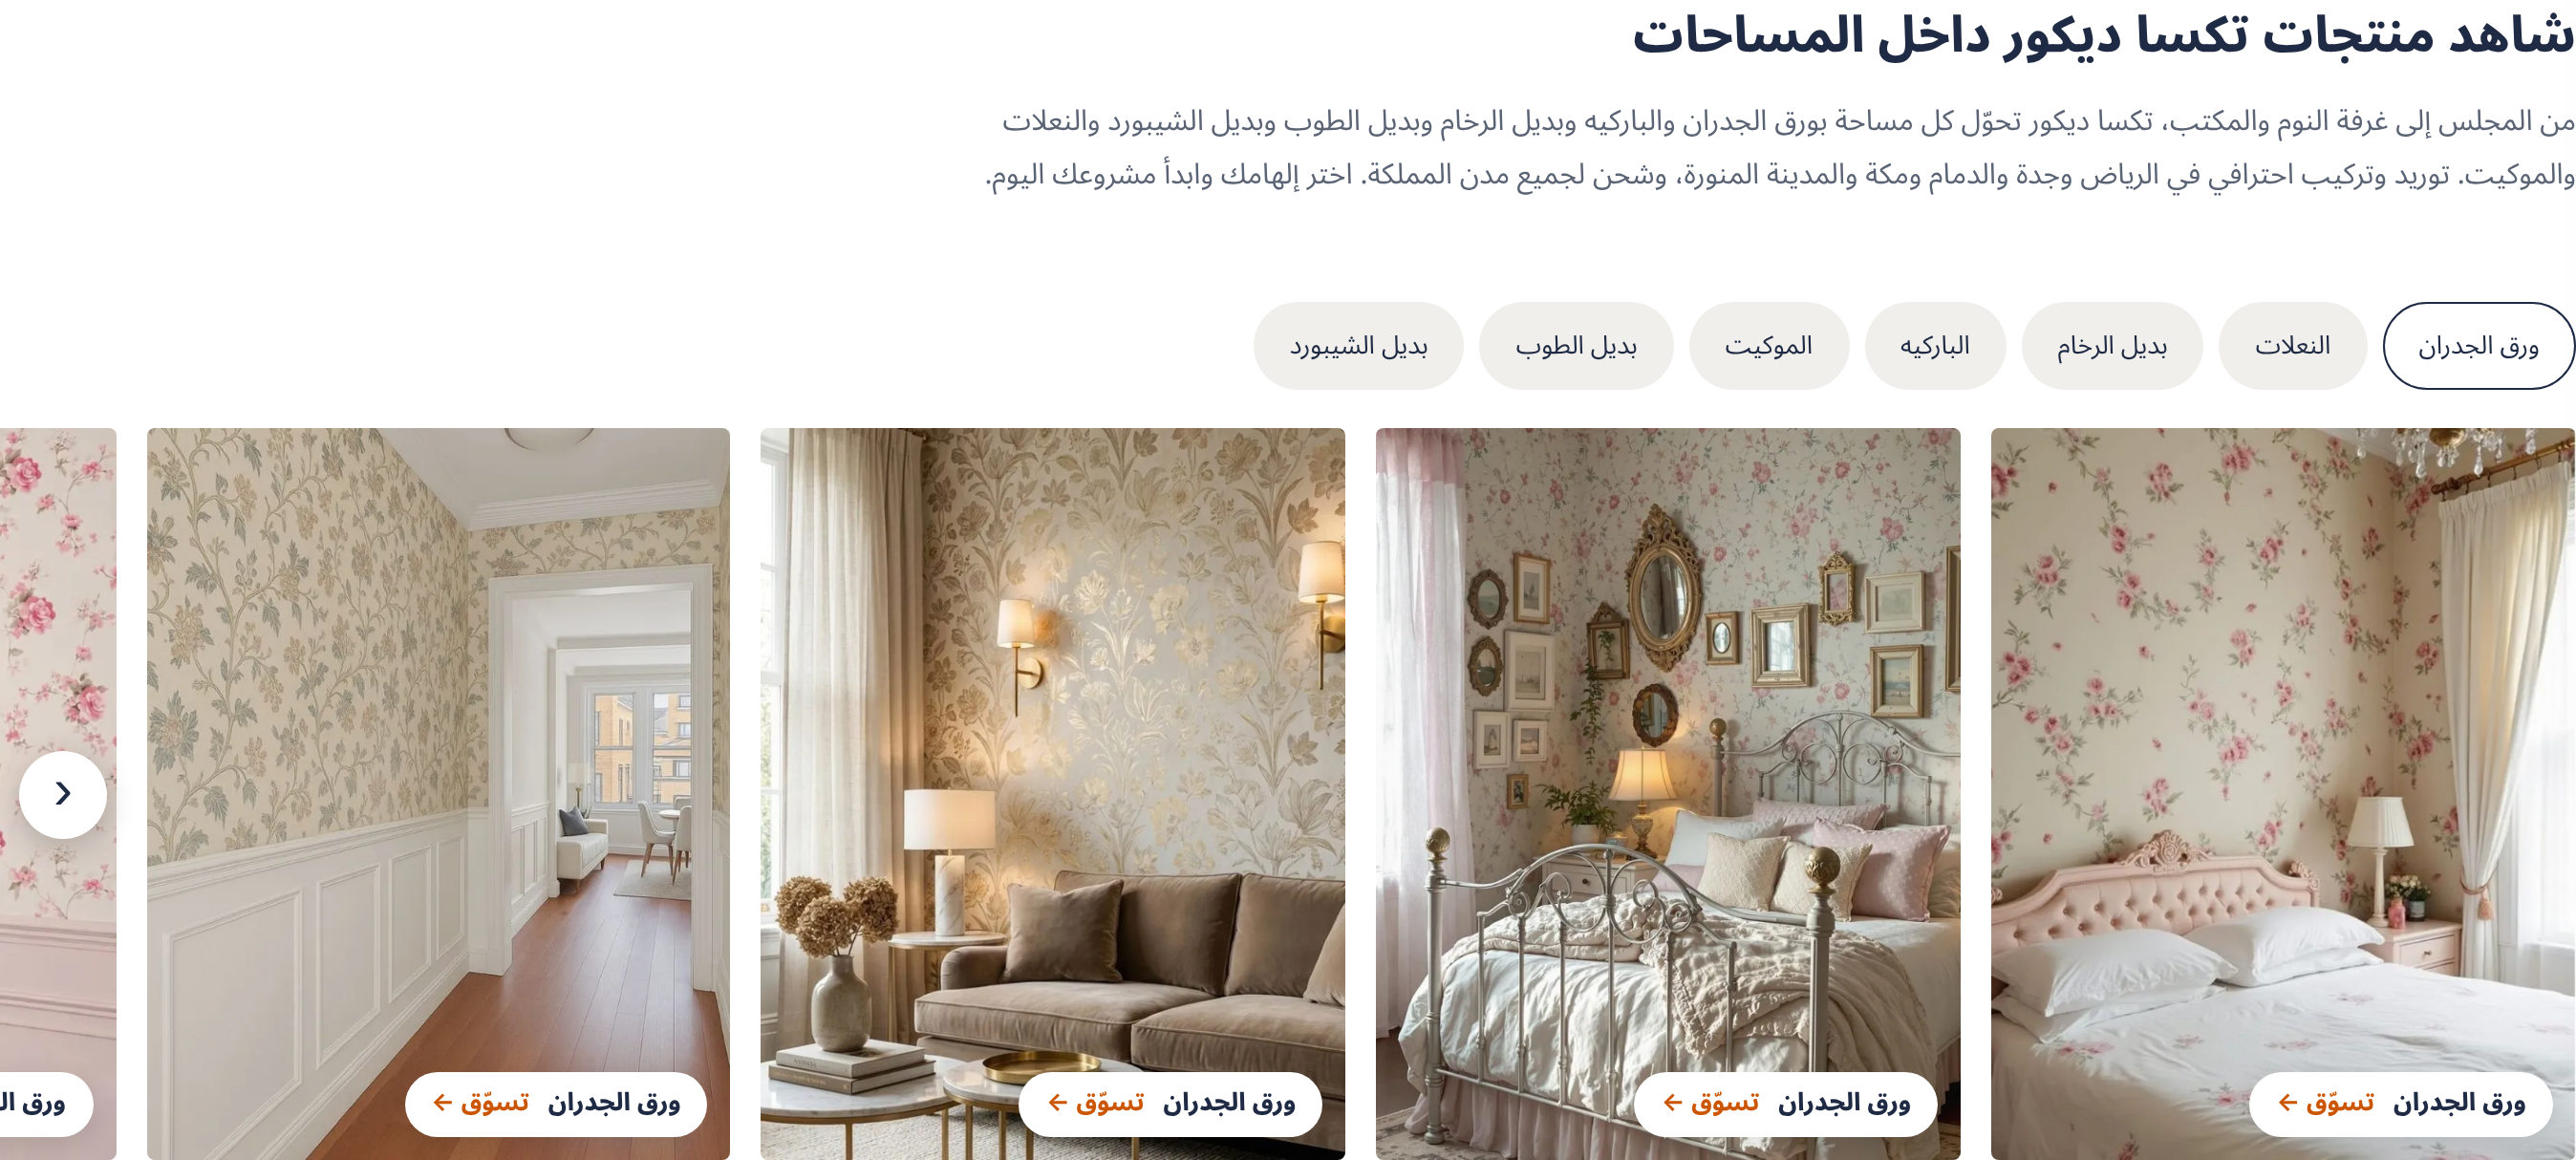 شاهد منتجات تكسا ديكور داخل المساحات
من المجلس إلى غرفة النوم والمكتب، تكسا ديكور تحوّل كل مساحة بورق الجدران والباركيه وبديل الرخام وبديل الطوب وبديل الشيبورد والنعلات
والموكيت. توريد وتركيب احترافي في الرياض وجدة والدمام ومكة والمدينة المنورة، وشحن لجميع مدن المملكة. اختر إلهامك وابدأ مشروعك اليوم.
ورق الجدران النعلات بديل الرخام الباركيه الموكيت بديل الطوب بديل الشيبورد
ورق الجدران تسوّق ←
ورق الجدران تسوّق ←
ورق الجدران تسوّق ←
ورق الجدران تسوّق ←
ورق